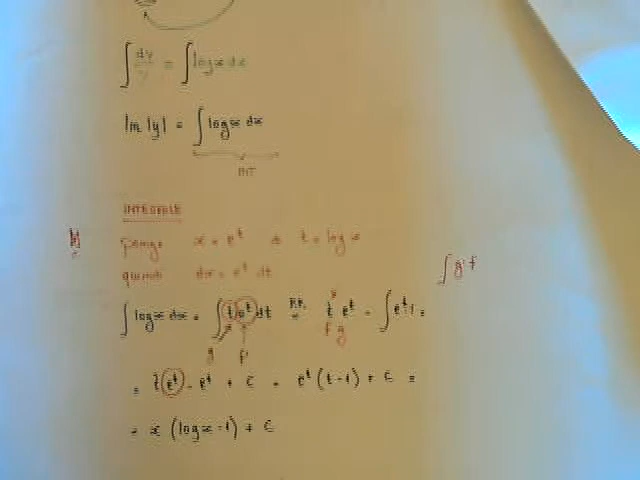 ∫ dy/y = ∫ log x dx
ln |y| = ∫ log x dx
INT
INTEGRALE
pongo x = e^t → t = log x
quindi dx = e^t dt
∫ g' f
∫ log x dx = ∫ t e^t dt = t e^t - ∫ e^t · 1 =
f g
g f'
= t e^t - e^t + c = e^t (t-1) + c =
= x (log x - 1) + c